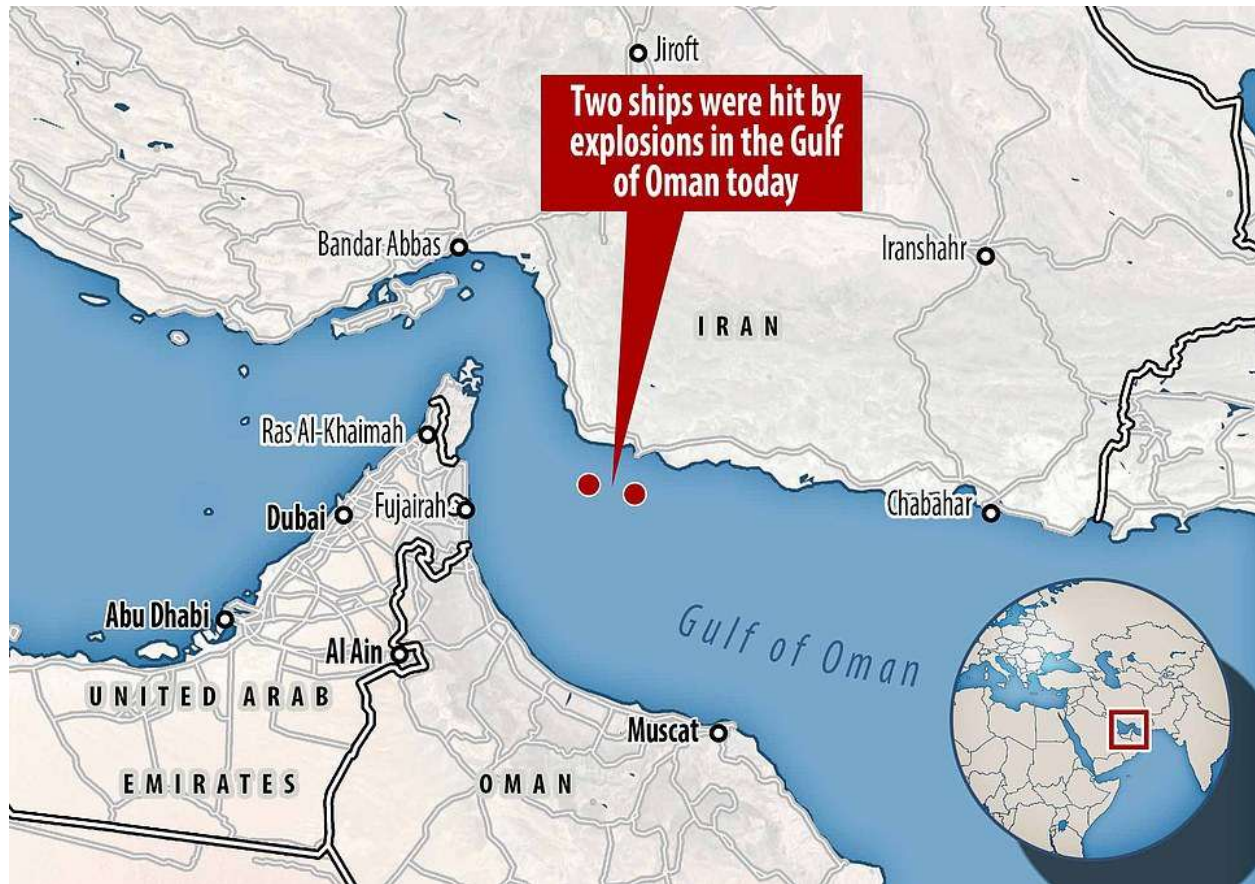 Jiroft
Two ships were hit by
explosions in the Gulf
of Oman today
Bandar Abbas
Iranshahr
IRAN
Ras Al-Khaimah
Dubai
Fujairah
Chabahar
Abu Dhabi
Al Ain
Gulf of Oman
UNITED ARAB
EMIRATES
Muscat
OMAN